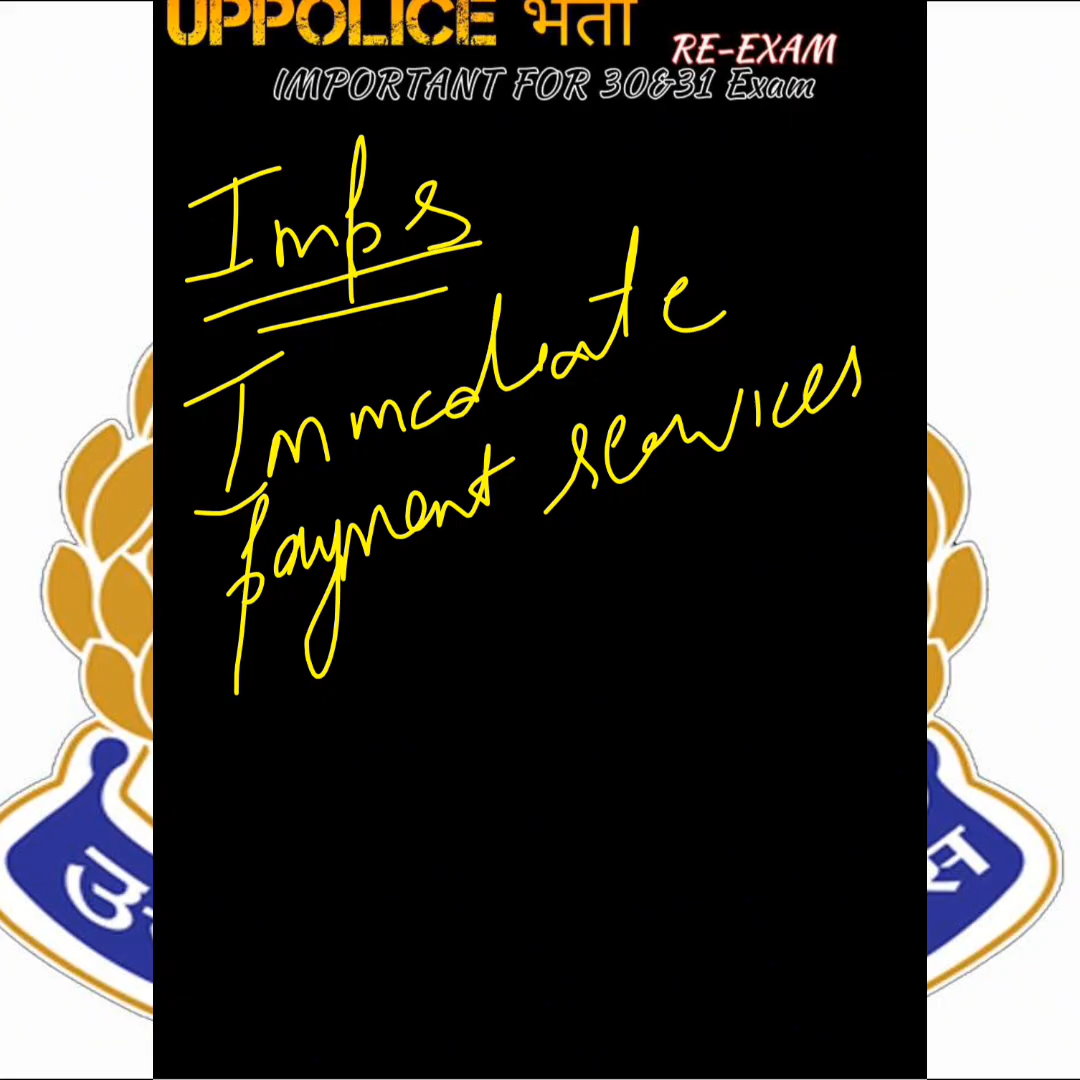 UPPOLICE भर्ती
RE-EXAM
IMPORTANT FOR 30&31 Exam
Imps
Immediate
payment services